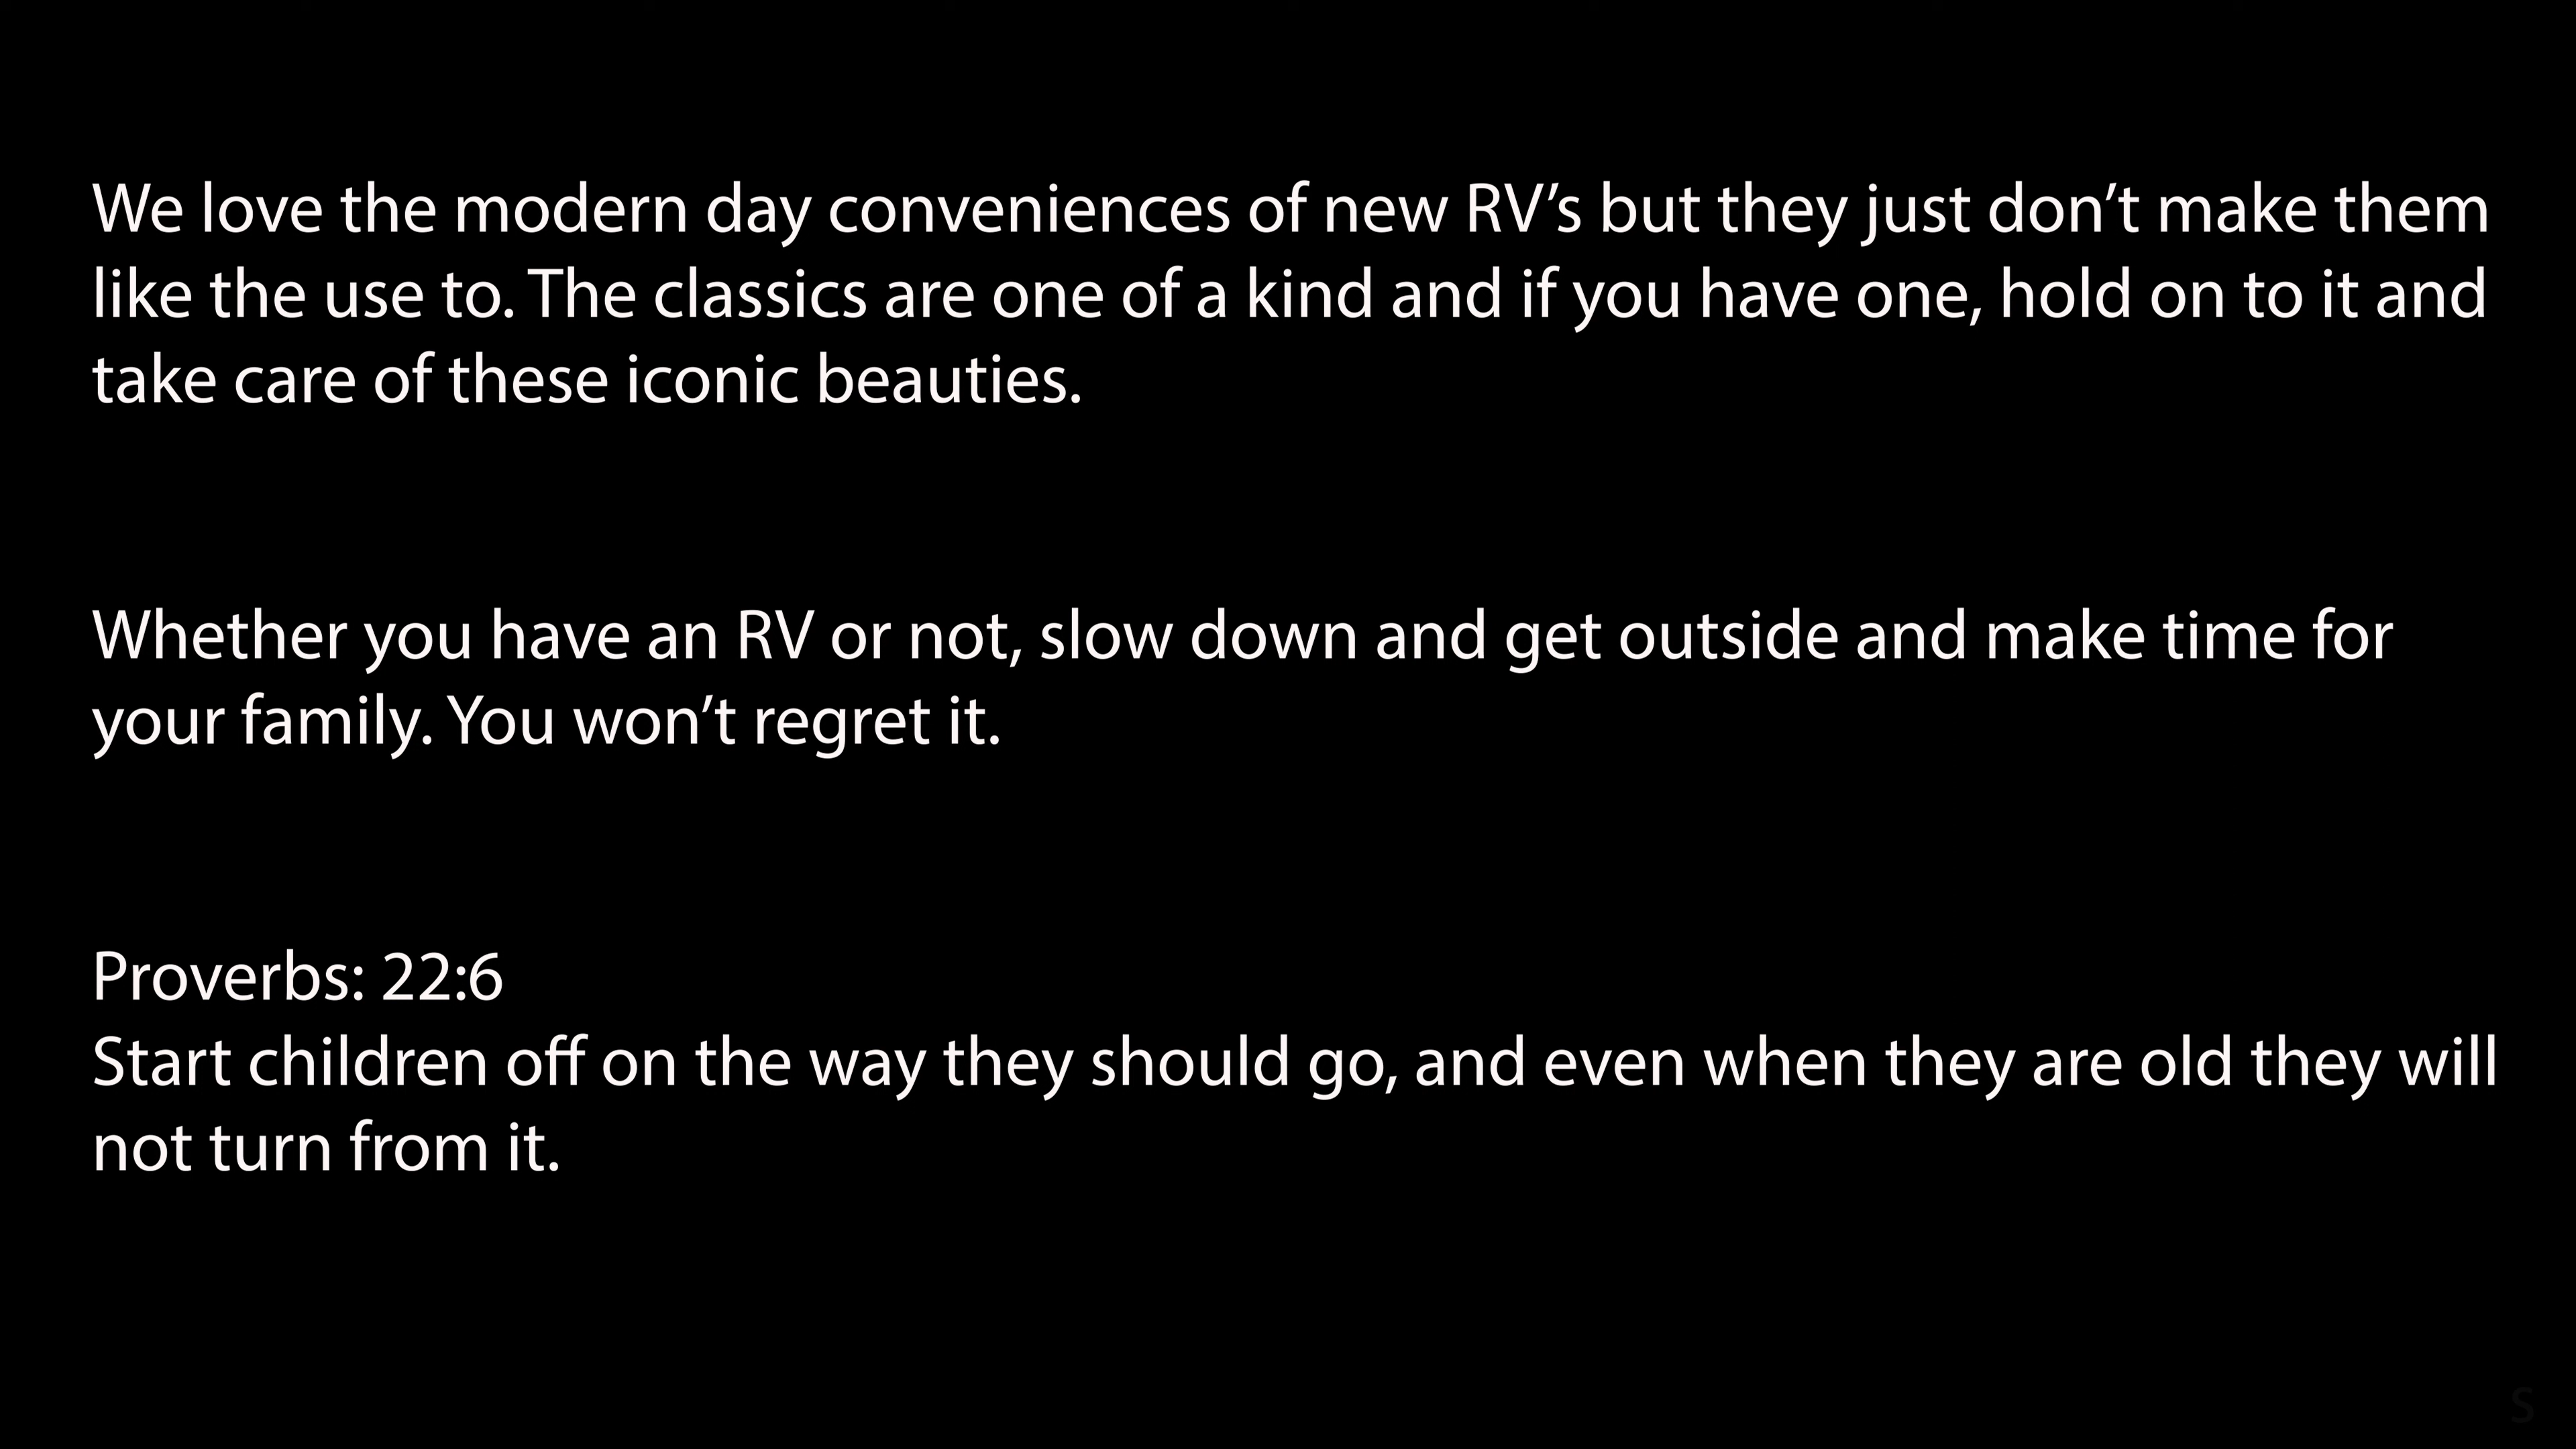 We love the modern day conveniences of new RV’s but they just don’t make them
like the use to. The classics are one of a kind and if you have one, hold on to it and
take care of these iconic beauties.
Whether you have an RV or not, slow down and get outside and make time for
your family. You won’t regret it.
Proverbs: 22:6
Start children off on the way they should go, and even when they are old they will
not turn from it.
S